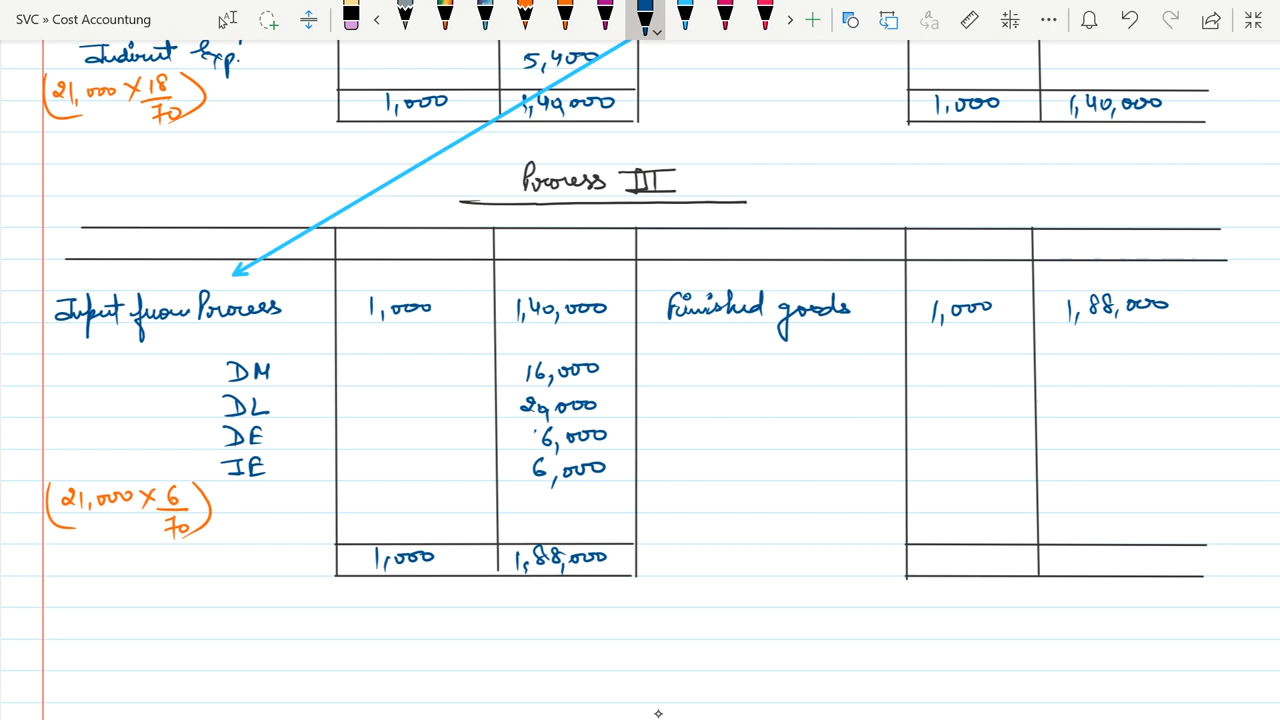 SVC » Cost Accountung
Indirect Exp.
5,400
(21,000 × 18/70)
1,000 1,40,000 1,000 1,40,000
Process III
Input from Process 1,000 1,40,000 Finished goods 1,000 1,88,000
DM 16,000
DL 20,000
DE 6,000
IE 6,000
(21,000 × 6/70)
1,000 1,88,000